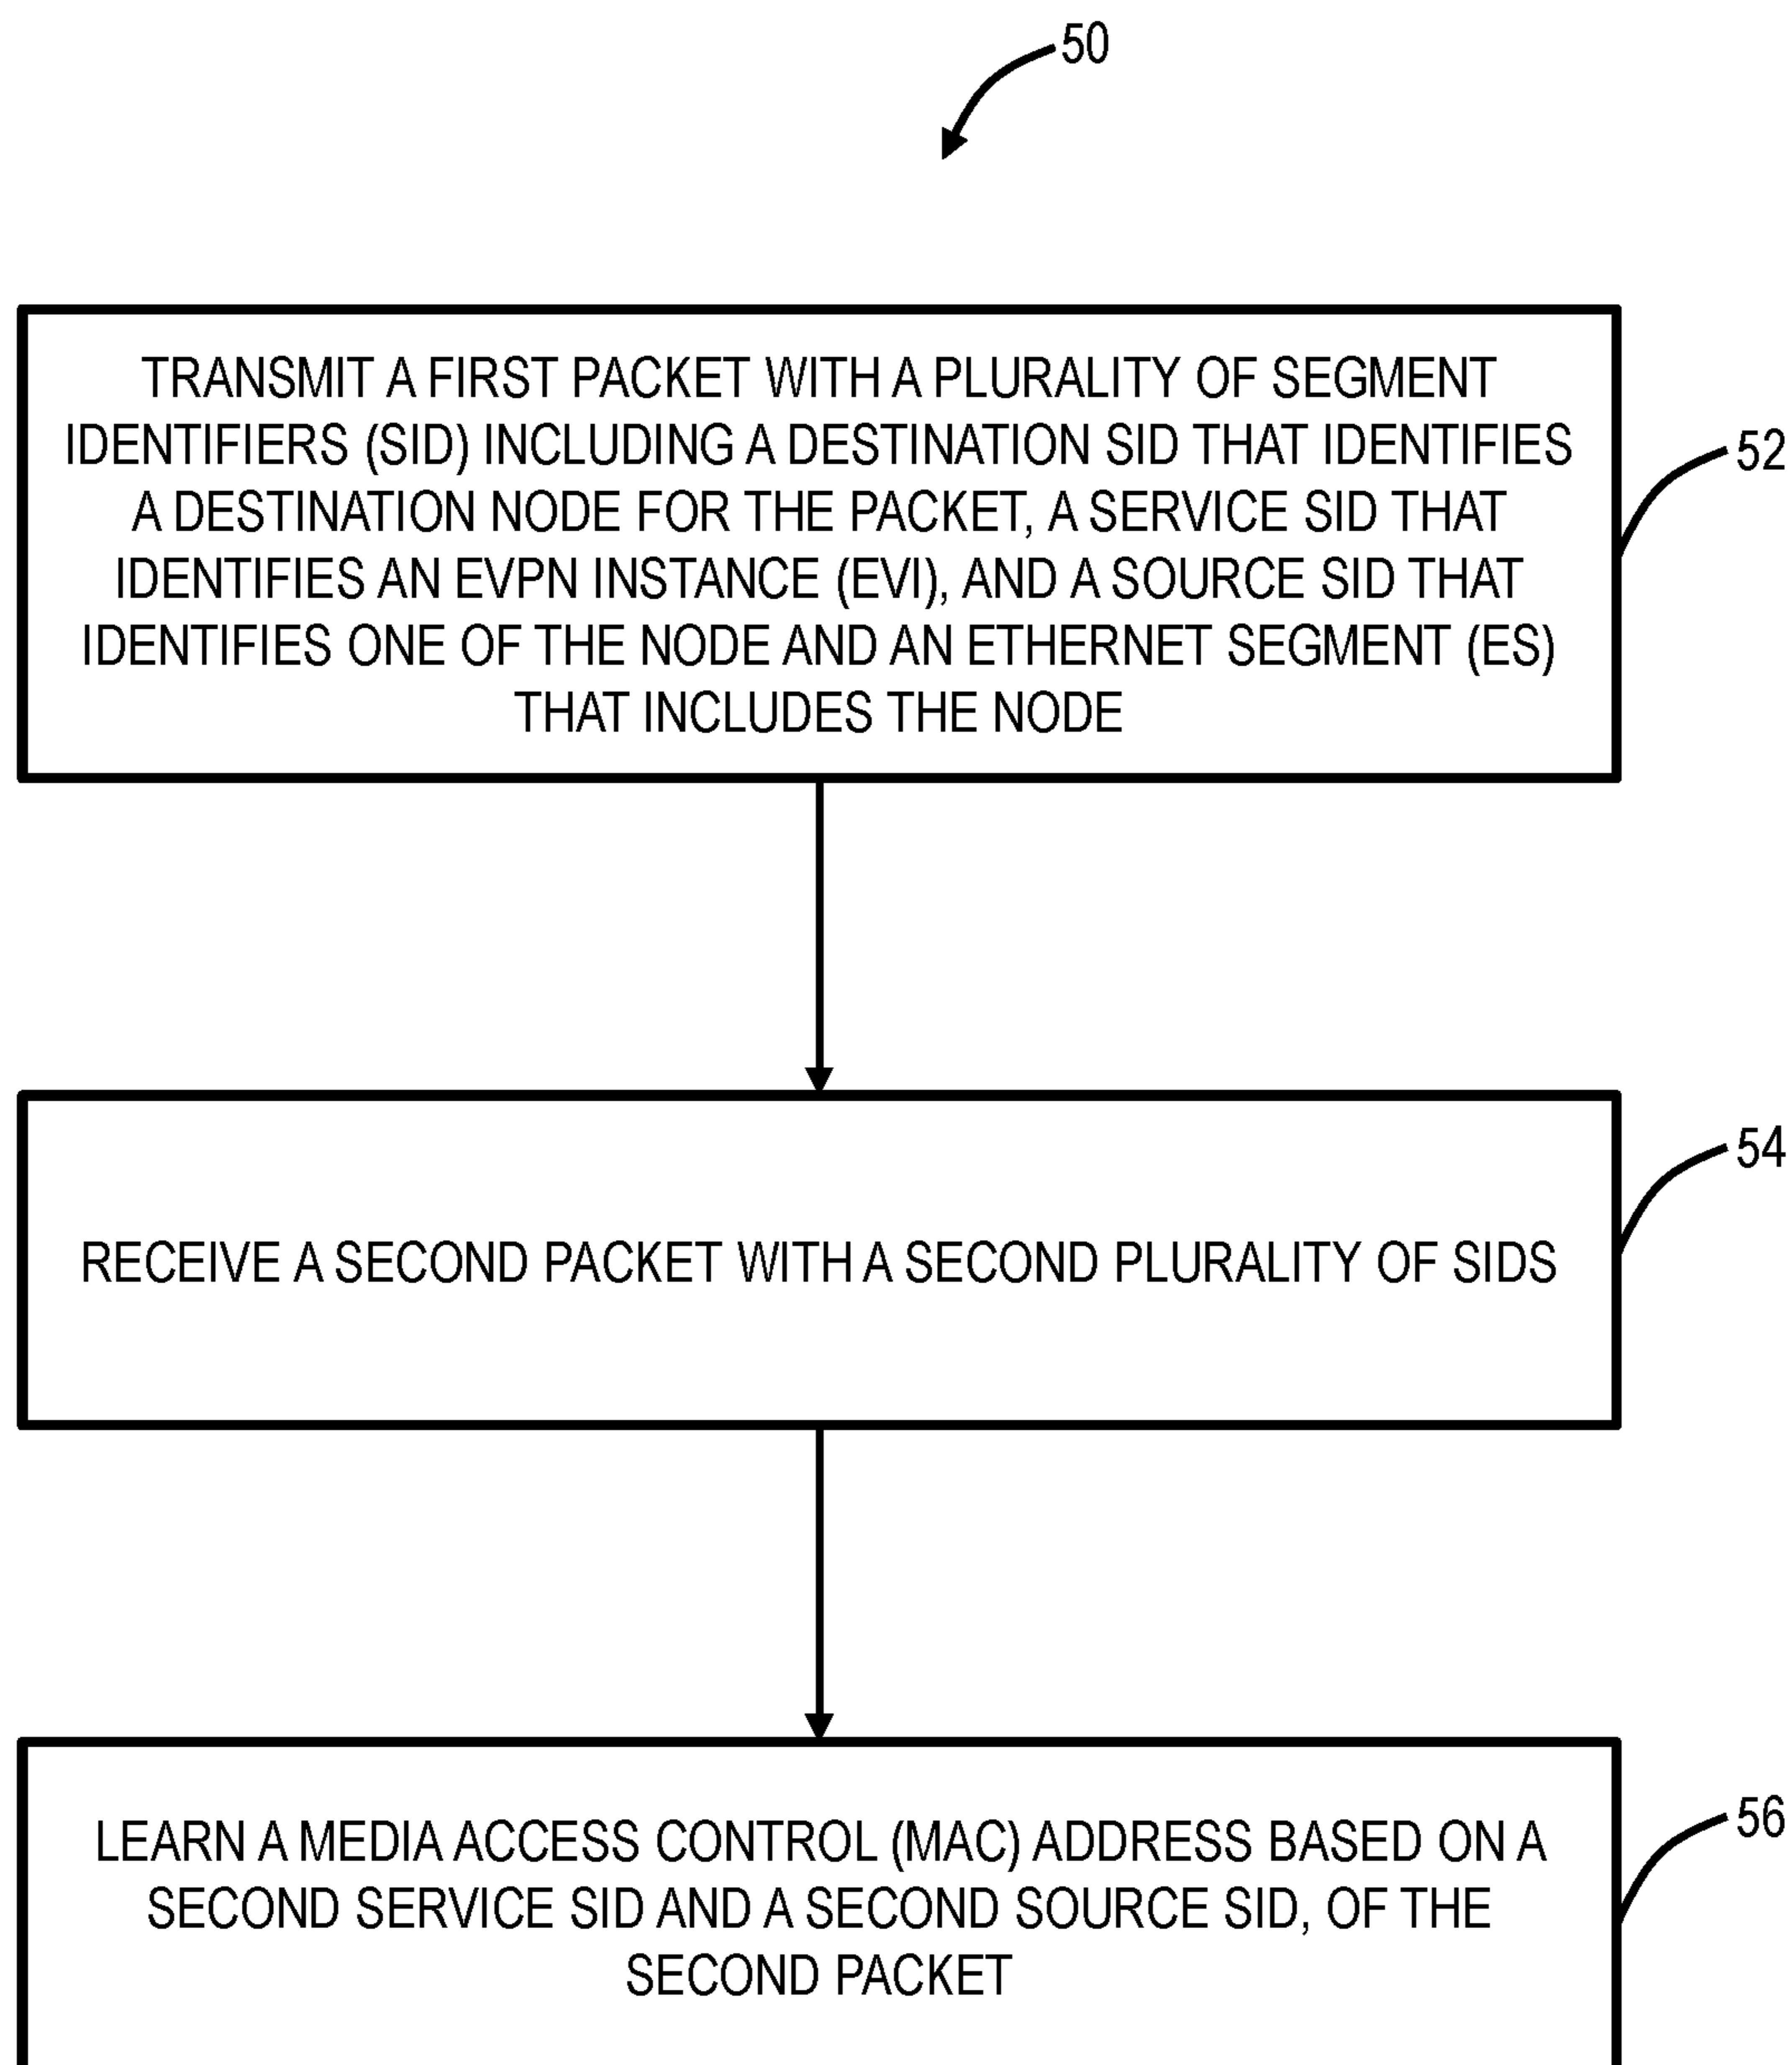 50
TRANSMIT A FIRST PACKET WITH A PLURALITY OF SEGMENT
IDENTIFIERS (SID) INCLUDING A DESTINATION SID THAT IDENTIFIES
A DESTINATION NODE FOR THE PACKET, A SERVICE SID THAT
IDENTIFIES AN EVPN INSTANCE (EVI), AND A SOURCE SID THAT
IDENTIFIES ONE OF THE NODE AND AN ETHERNET SEGMENT (ES)
THAT INCLUDES THE NODE
52
RECEIVE A SECOND PACKET WITH A SECOND PLURALITY OF SIDS
54
LEARN A MEDIA ACCESS CONTROL (MAC) ADDRESS BASED ON A
SECOND SERVICE SID AND A SECOND SOURCE SID, OF THE
SECOND PACKET
56